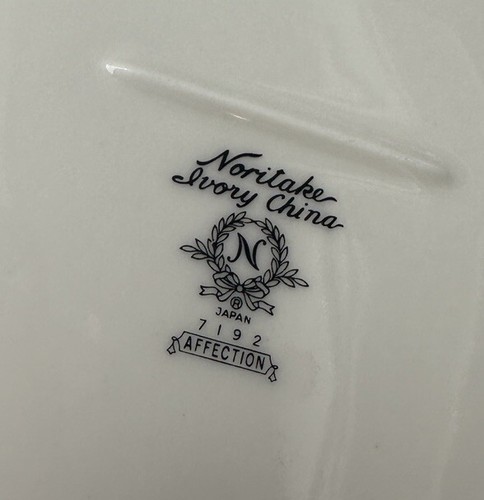 Noritake
Ivory China
N
®
JAPAN
7192
AFFECTION